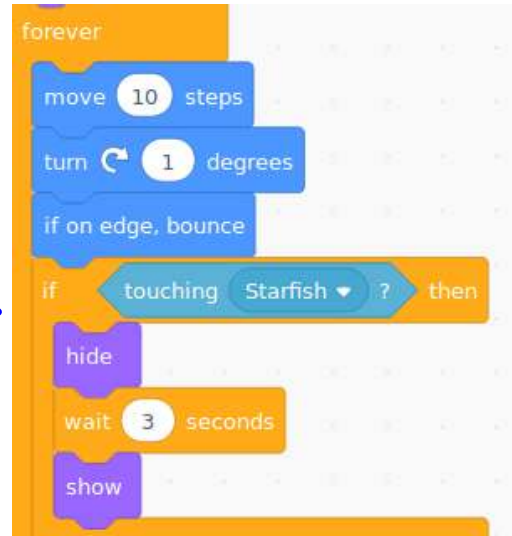 forever
move 10 steps
turn 1 degrees
if on edge, bounce
if touching Starfish ? then
hide
wait 3 seconds
show